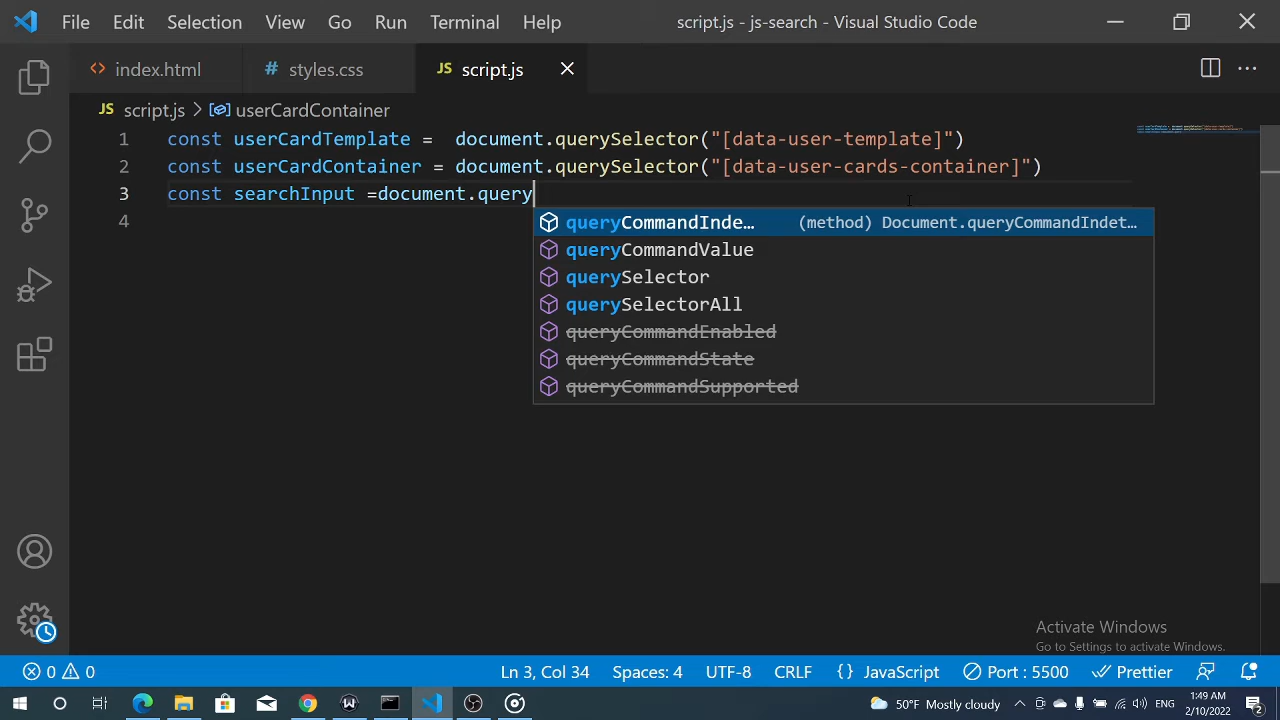 File Edit Selection View Go Run Terminal Help script.js - js-search - Visual Studio Code
<> index.html # styles.css JS script.js
JS script.js > userCardContainer
1 const userCardTemplate =  document.querySelector("[data-user-template]")
2 const userCardContainer = document.querySelector("[data-user-cards-container]")
3 const searchInput =document.query
4
queryCommandInde… (method) Document.queryCommandIndet…
queryCommandValue
querySelector
querySelectorAll
queryCommandEnabled
queryCommandState
queryCommandSupported
Activate Windows
Go to Settings to activate Windows.
0 0 Ln 3, Col 34 Spaces: 4 UTF-8 CRLF {} JavaScript Port : 5500 Prettier
50°F Mostly cloudy 1:49 AM
2/10/2022
2